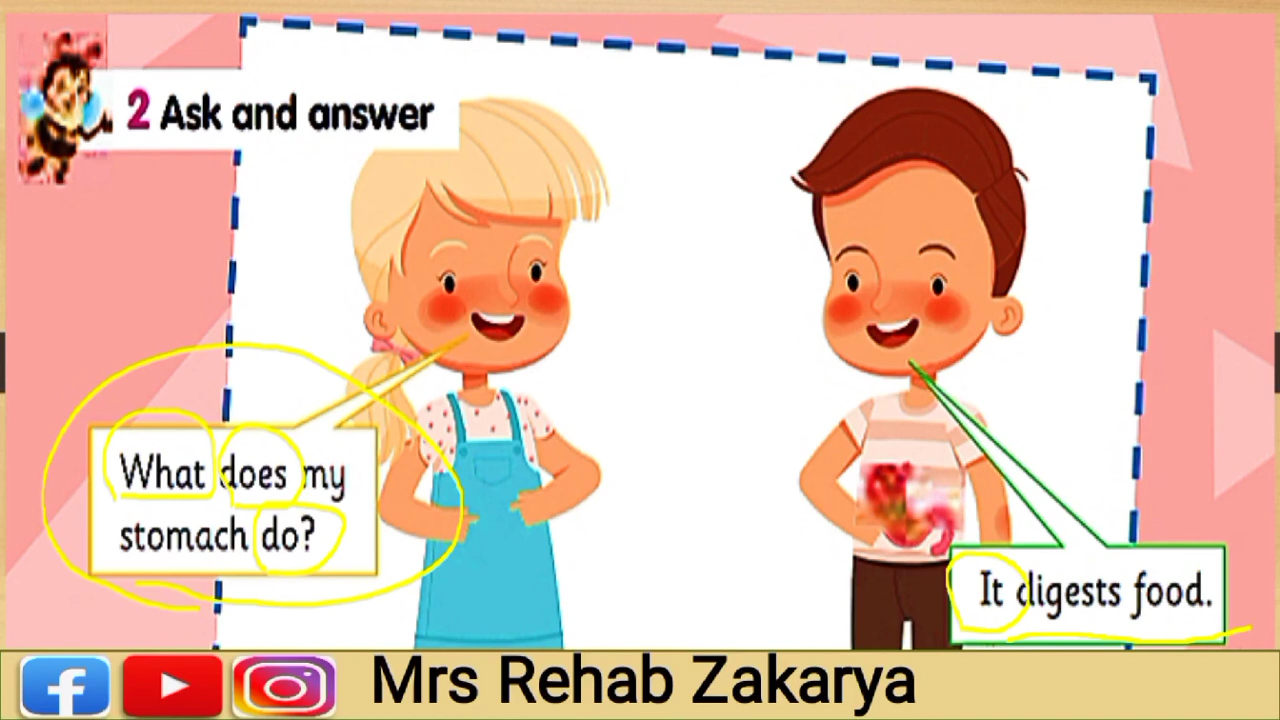 2 Ask and answer
What does my
stomach do?
It digests food.
Mrs Rehab Zakarya